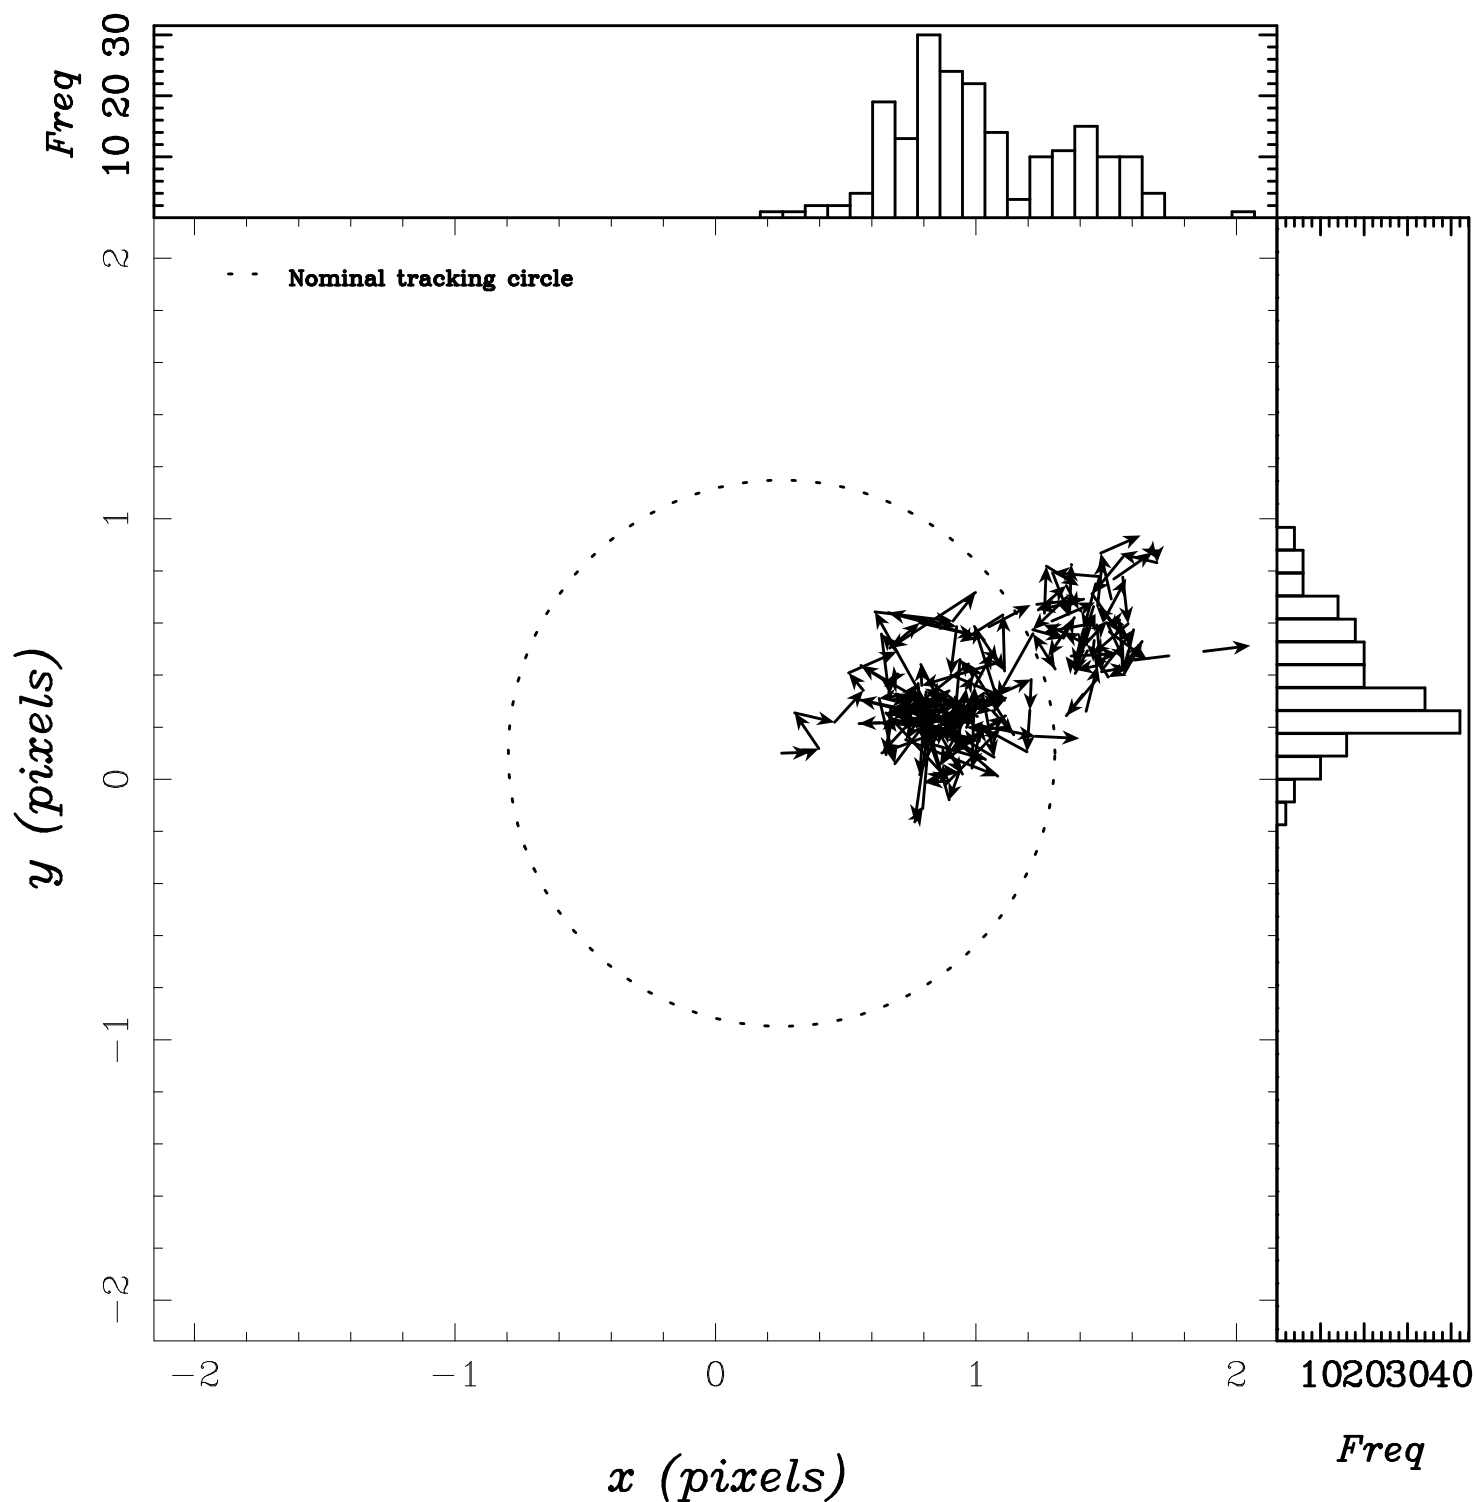 Freq
10 20 30
2
1
0
−1
−2
Nominal tracking circle
y (pixels)
−2 −1 0 1 2
10203040
x (pixels)
Freq